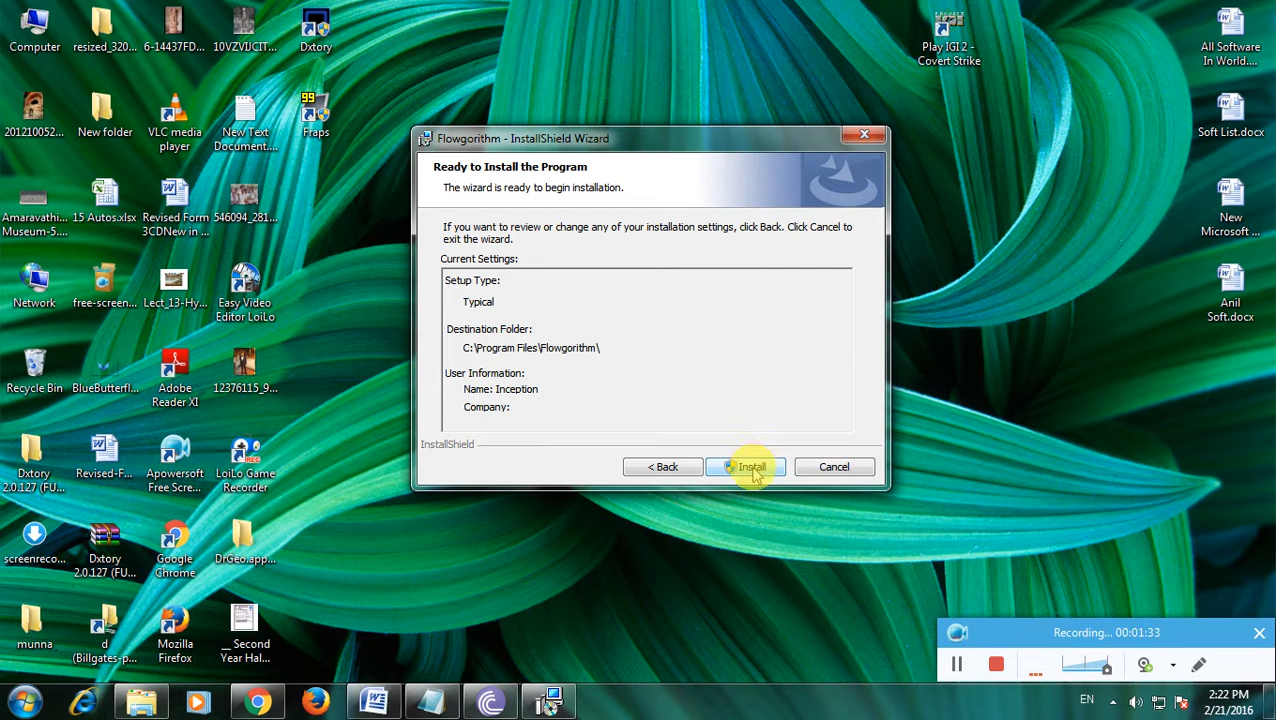 Computer
resized_320...
6-14437FD...
10VZVIJCIT...
Dxtory
Play IGI 2 -
Covert Strike
All Software
In World....
201210052...
New folder
VLC media
player
New Text
Document....
99
Fraps
Soft List.docx
Flowgorithm - InstallShield Wizard
Ready to Install the Program
The wizard is ready to begin installation.
If you want to review or change any of your installation settings, click Back. Click Cancel to
exit the wizard.
Current Settings:
Setup Type:
Typical
Destination Folder:
C:\Program Files\Flowgorithm\
User Information:
Name: Inception
Company:
InstallShield
< Back
Install
Cancel
Amaravathi...
Museum-5....
15 Autos.xlsx
Revised Form
3CDNew in ...
546094_281...
New
Microsoft ...
Network
free-screen...
Lect_13-Hy...
Easy Video
Editor LoiLo
Anil
Soft.docx
Recycle Bin
BlueButterfl...
Adobe
Reader XI
12376115_9...
Dxtory
2.0.127 (FU...
Revised-F...
Apowersoft
Free Scree...
REC
LoiLo Game
Recorder
screenreco...
Dxtory
2.0.127 (FU...
Google
Chrome
DrGeo.app...
munna
d
(Billgates-p...
Mozilla
Firefox
__ Second
Year Hal...
Recording... 00:01:33
EN
2:22 PM
2/21/2016